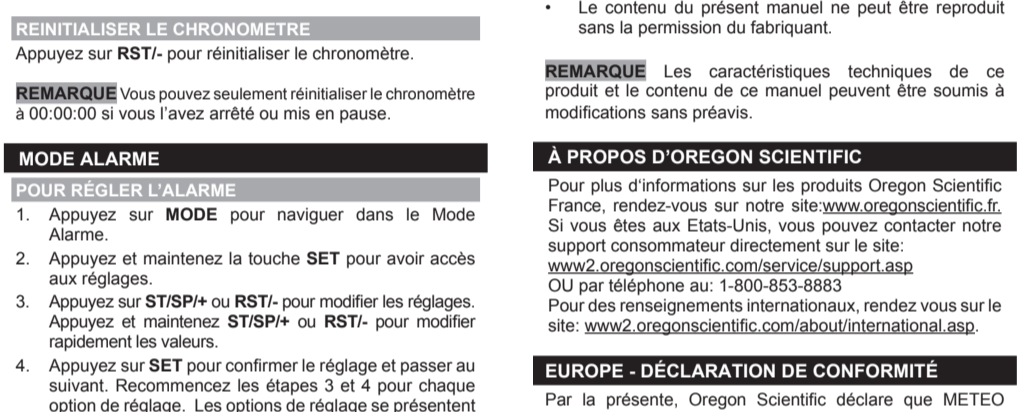 REINITIALISER LE CHRONOMETRE
Appuyez sur RST/- pour réinitialiser le chronomètre.
REMARQUE Vous pouvez seulement réinitialiser le chronomètre
à 00:00:00 si vous l'avez arrêté ou mis en pause.
MODE ALARME
POUR RÉGLER L'ALARME
1. Appuyez sur MODE pour naviguer dans le Mode
Alarme.
2. Appuyez et maintenez la touche SET pour avoir accès
aux réglages.
3. Appuyez sur ST/SP/+ ou RST/- pour modifier les réglages.
Appuyez et maintenez ST/SP/+ ou RST/- pour modifier
rapidement les valeurs.
4. Appuyez sur SET pour confirmer le réglage et passer au
suivant. Recommencez les étapes 3 et 4 pour chaque
option de réglage. Les options de réglage se présentent
• Le contenu du présent manuel ne peut être reproduit
sans la permission du fabriquant.
REMARQUE Les caractéristiques techniques de ce
produit et le contenu de ce manuel peuvent être soumis à
modifications sans préavis.
À PROPOS D'OREGON SCIENTIFIC
Pour plus d'informations sur les produits Oregon Scientific
France, rendez-vous sur notre site:www.oregonscientific.fr.
Si vous êtes aux Etats-Unis, vous pouvez contacter notre
support consommateur directement sur le site:
www2.oregonscientific.com/service/support.asp
OU par téléphone au: 1-800-853-8883
Pour des renseignements internationaux, rendez vous sur le
site: www2.oregonscientific.com/about/international.asp.
EUROPE - DÉCLARATION DE CONFORMITÉ
Par la présente, Oregon Scientific déclare que METEO